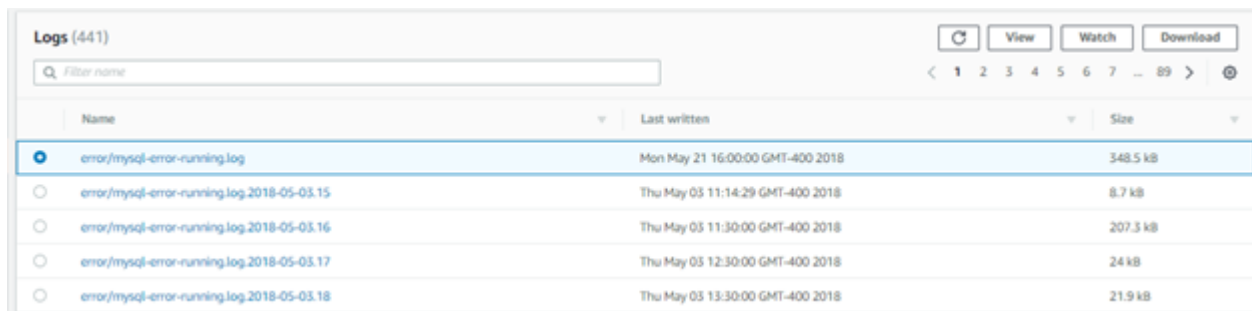 Logs (441)
View Watch Download
Filter name
< 1 2 3 4 5 6 7 ... 89 >
Name Last written Size
error/mysql-error-running.log Mon May 21 16:00:00 GMT-400 2018 348.5 kB
error/mysql-error-running.log.2018-05-03.15 Thu May 03 11:14:29 GMT-400 2018 8.7 kB
error/mysql-error-running.log.2018-05-03.16 Thu May 03 11:30:00 GMT-400 2018 207.3 kB
error/mysql-error-running.log.2018-05-03.17 Thu May 03 12:30:00 GMT-400 2018 24 kB
error/mysql-error-running.log.2018-05-03.18 Thu May 03 13:30:00 GMT-400 2018 21.9 kB